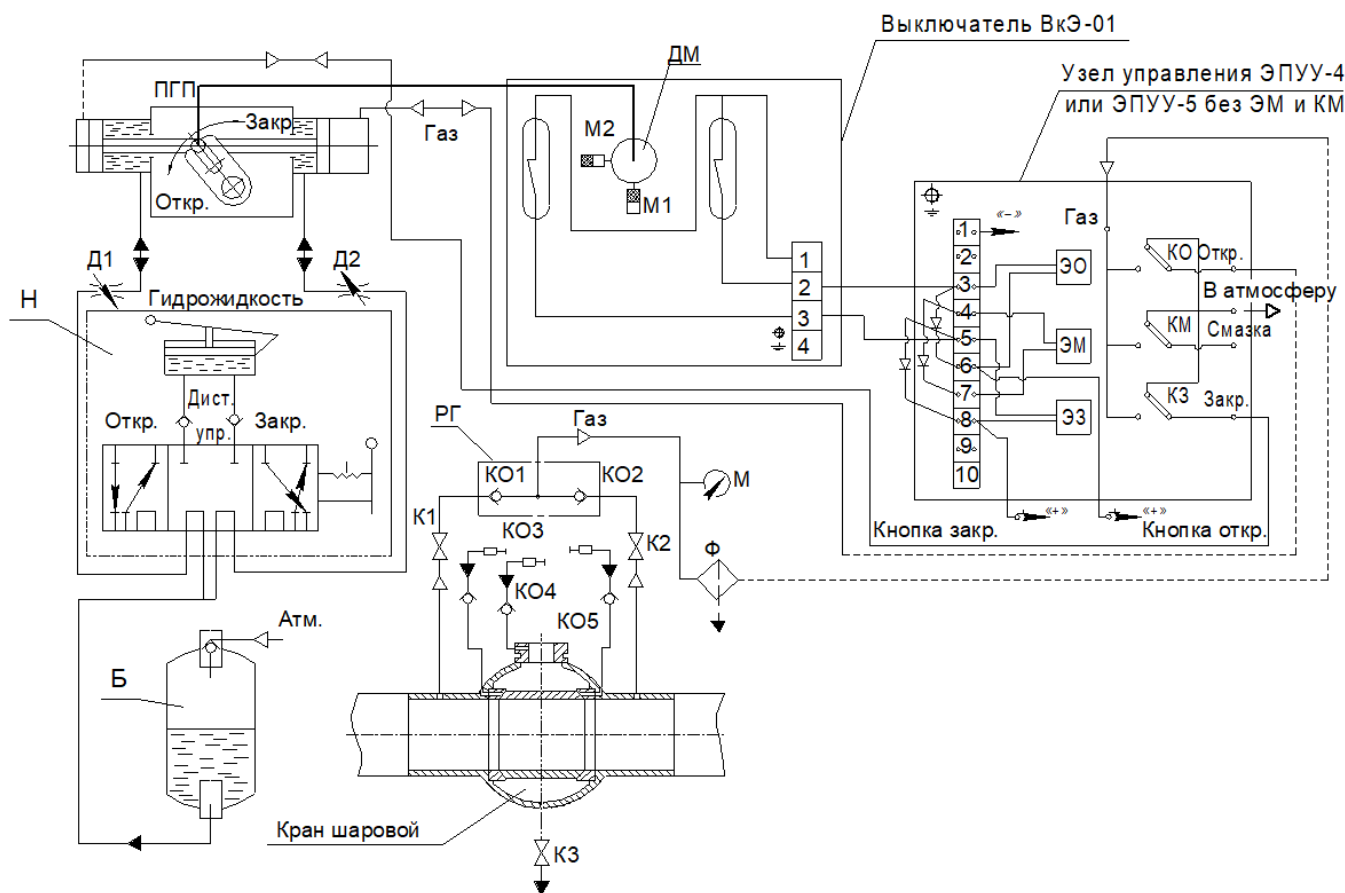 Выключатель ВкЭ-01
Узел управления ЭПУУ-4
или ЭПУУ-5 без ЭМ и КМ
ПГП
Закр.
Откр.
Газ
ДМ
М2
М1
1
2
3
4
«–»
1
2
3
4
5
6
7
8
9
10
ЭО
ЭМ
ЭЗ
Газ
КО
Откр.
В атмосферу
КМ
Смазка
КЗ
Закр.
«+»
«+»
Кнопка закр.
Кнопка откр.
Д1
Д2
Н
Гидрожидкость
Дист.
упр.
Откр.
Закр.
РГ
Газ
КО1
КО2
М
К1
К2
КО3
КО4
КО5
Ф
Атм.
Б
Кран шаровой
К3